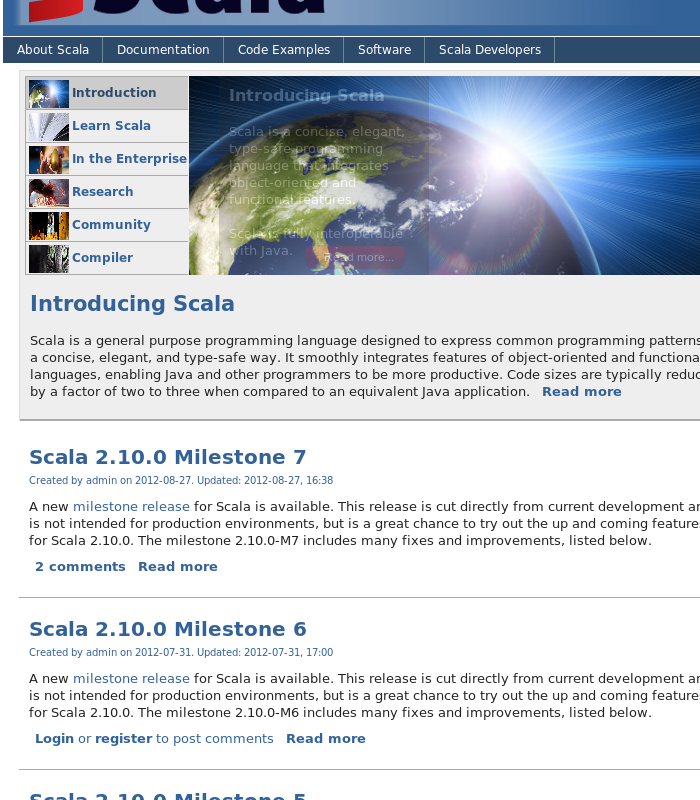 Scala
About Scala Documentation Code Examples Software Scala Developers
Introduction
Learn Scala
In the Enterprise
Research
Community
Compiler
Introducing Scala
Scala is a concise, elegant,
type-safe programming
language that integrates
object-oriented and
functional features.
Scala is fully interoperable
with Java.
Read more...
Introducing Scala
Scala is a general purpose programming language designed to express common programming patterns
a concise, elegant, and type-safe way. It smoothly integrates features of object-oriented and functiona
languages, enabling Java and other programmers to be more productive. Code sizes are typically reduc
by a factor of two to three when compared to an equivalent Java application. Read more
Scala 2.10.0 Milestone 7
Created by admin on 2012-08-27. Updated: 2012-08-27, 16:38
A new milestone release for Scala is available. This release is cut directly from current development an
is not intended for production environments, but is a great chance to try out the up and coming feature
for Scala 2.10.0. The milestone 2.10.0-M7 includes many fixes and improvements, listed below.
2 comments Read more
Scala 2.10.0 Milestone 6
Created by admin on 2012-07-31. Updated: 2012-07-31, 17:00
A new milestone release for Scala is available. This release is cut directly from current development an
is not intended for production environments, but is a great chance to try out the up and coming feature
for Scala 2.10.0. The milestone 2.10.0-M6 includes many fixes and improvements, listed below.
Login or register to post comments Read more
Scala 2.10.0 Milestone 5